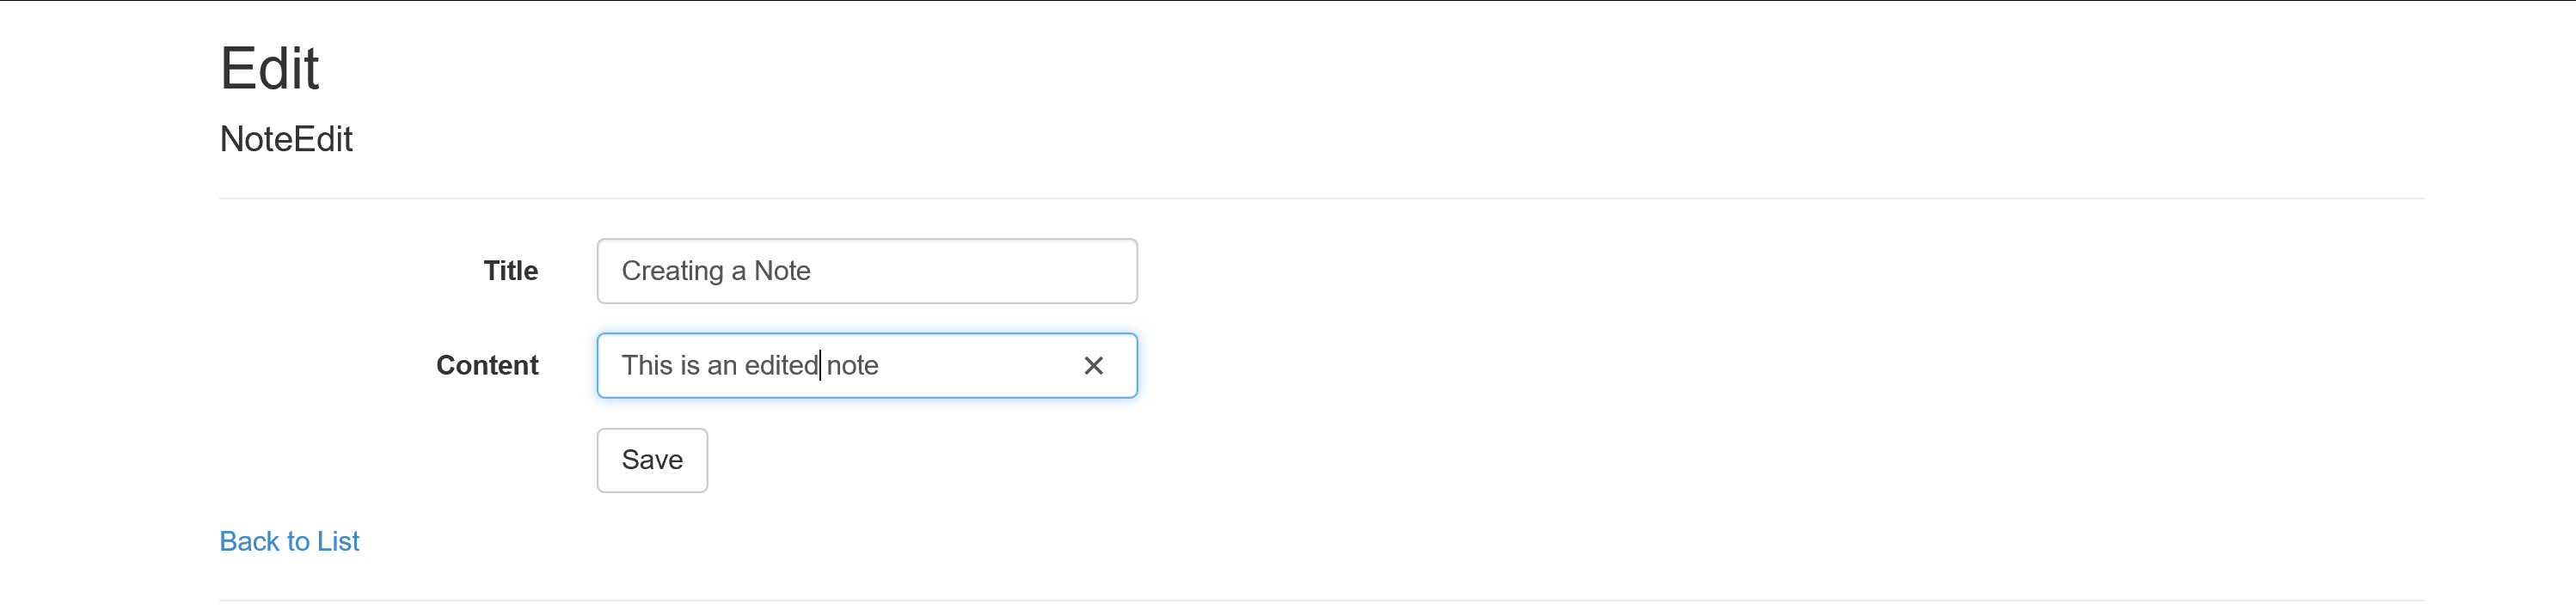 Edit
NoteEdit
Title
Creating a Note
Content
This is an edited note
Save
Back to List